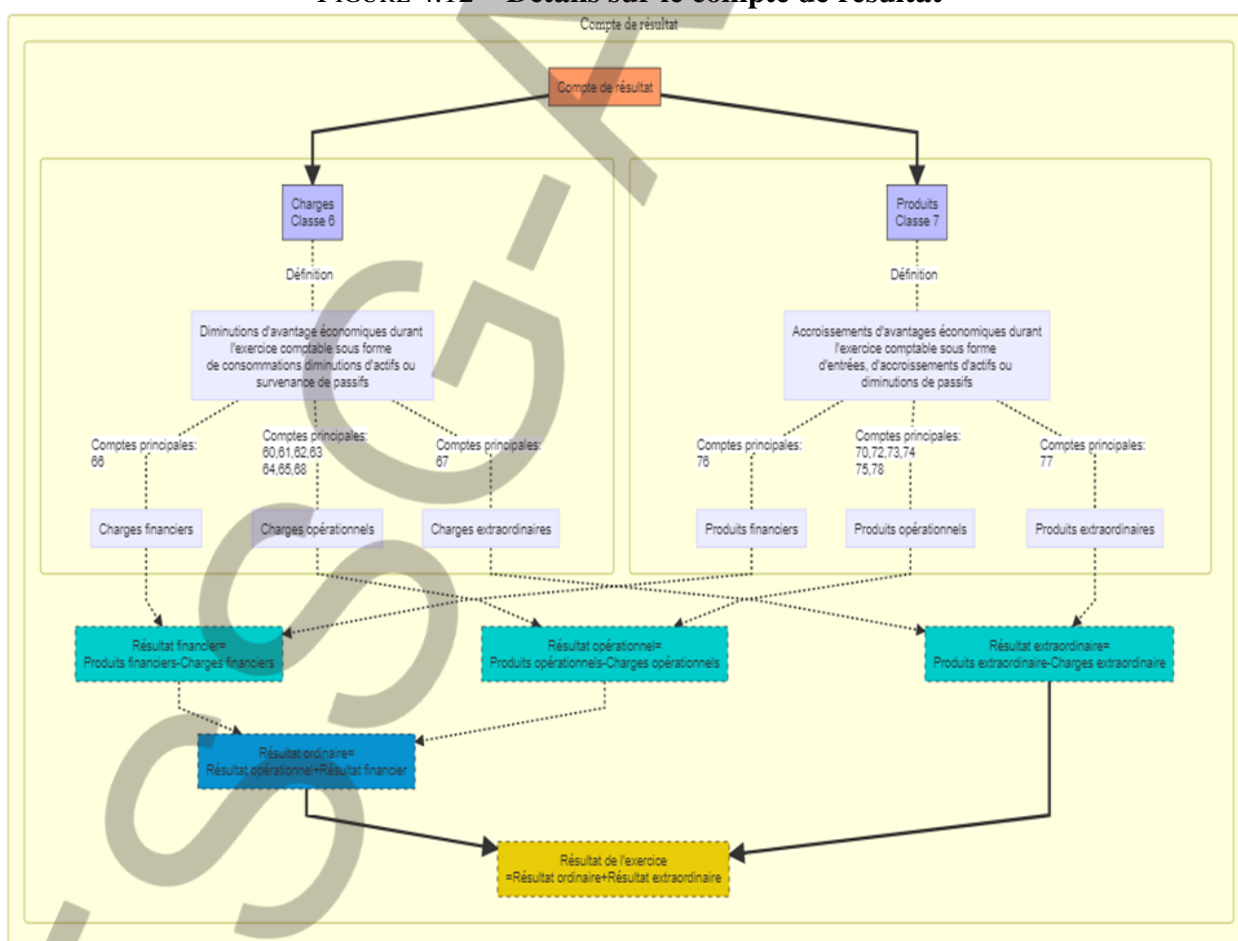 FIGURE 4.12 – Détails sur le compte de résultat
Compte de résultat
Compte de résultat
Charges
Classe 6
Produits
Classe 7
Définition
Définition
Diminutions d'avantage économiques durant
l'exercice comptable sous forme
de consommations diminutions d'actifs ou
survenance de passifs
Accroissements d'avantages économiques durant
l'exercice comptable sous forme
d'entrées, d'accroissements d'actifs ou
diminutions de passifs
Comptes principales:
66
Comptes principales:
60,61,62,63
64,65,68
Comptes principales:
67
Comptes principales:
76
Comptes principales:
70,72,73,74
75,78
Comptes principales:
77
Charges financiers
Charges opérationnels
Charges extraordinaires
Produits financiers
Produits opérationnels
Produits extraordinaires
Résultat financier=
Produits financiers-Charges financiers
Résultat opérationnel=
Produits opérationnels-Charges opérationnels
Résultat extraordinaire=
Produits extraordinaire-Charges extraordinaire
Résultat ordinaire=
Résultat opérationnel+Résultat financier
Résultat de l'exercice
=Résultat ordinaire+Résultat extraordinaire
SSG-A